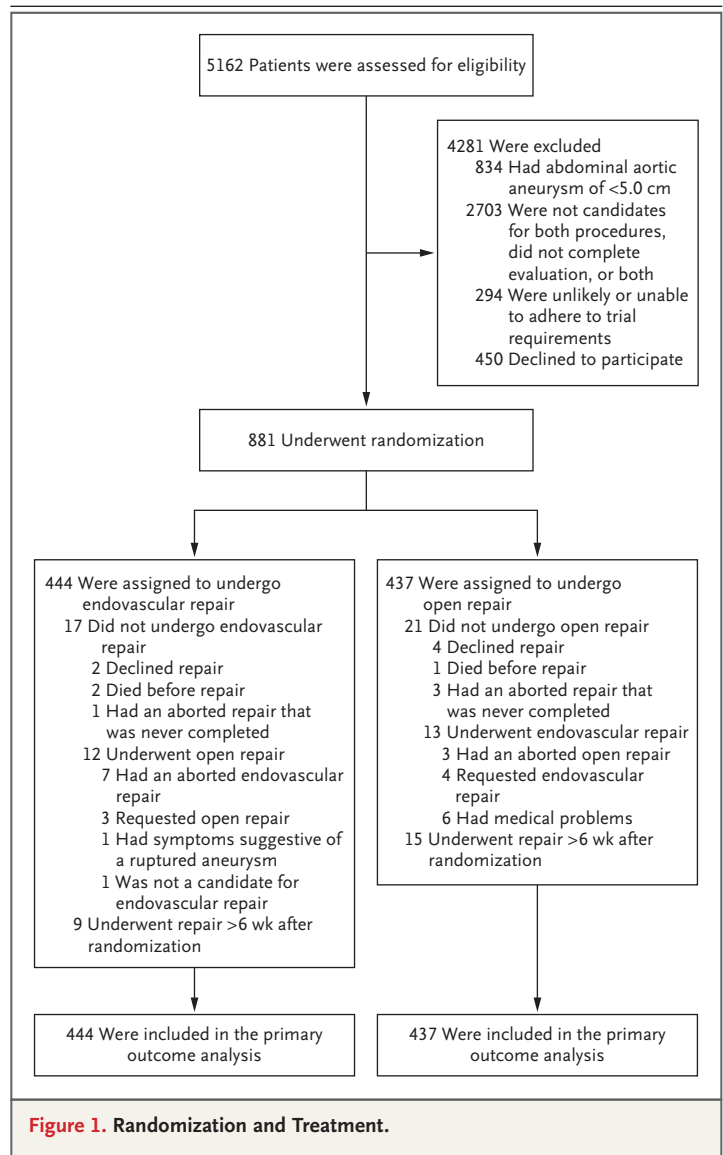 5162 Patients were assessed for eligibility
4281 Were excluded
834 Had abdominal aortic
aneurysm of <5.0 cm
2703 Were not candidates
for both procedures,
did not complete
evaluation, or both
294 Were unlikely or unable
to adhere to trial
requirements
450 Declined to participate
881 Underwent randomization
444 Were assigned to undergo
endovascular repair
17 Did not undergo endovascular
repair
2 Declined repair
2 Died before repair
1 Had an aborted repair that
was never completed
12 Underwent open repair
7 Had an aborted endovascular
repair
3 Requested open repair
1 Had symptoms suggestive of
a ruptured aneurysm
1 Was not a candidate for
endovascular repair
9 Underwent repair >6 wk after
randomization
437 Were assigned to undergo
open repair
21 Did not undergo open repair
4 Declined repair
1 Died before repair
3 Had an aborted repair that
was never completed
13 Underwent endovascular repair
3 Had an aborted open repair
4 Requested endovascular
repair
6 Had medical problems
15 Underwent repair >6 wk after
randomization
444 Were included in the primary
outcome analysis
437 Were included in the primary
outcome analysis
Figure 1. Randomization and Treatment.